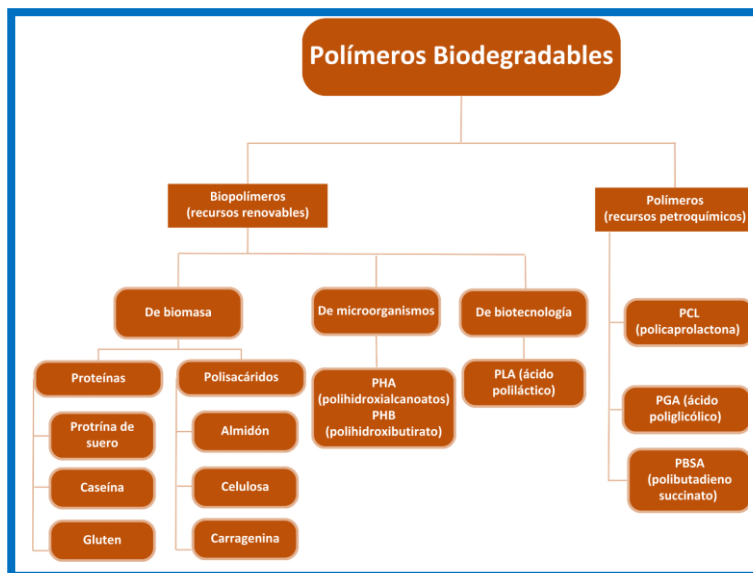 Polímeros Biodegradables
Biopolímeros
(recursos renovables)
Polímeros
(recursos petroquímicos)
De biomasa
De microorganismos
De biotecnología
PCL
(policaprolactona)
Proteínas
Polisacáridos
PHA
(polihidroxialcanoatos)
PHB
(polihidroxibutirato)
PLA (ácido
poliláctico)
PGA (ácido
poliglicólico)
Protrína de
suero
Almidón
Caseína
Celulosa
PBSA
(polibutadieno
succinato)
Gluten
Carragenina